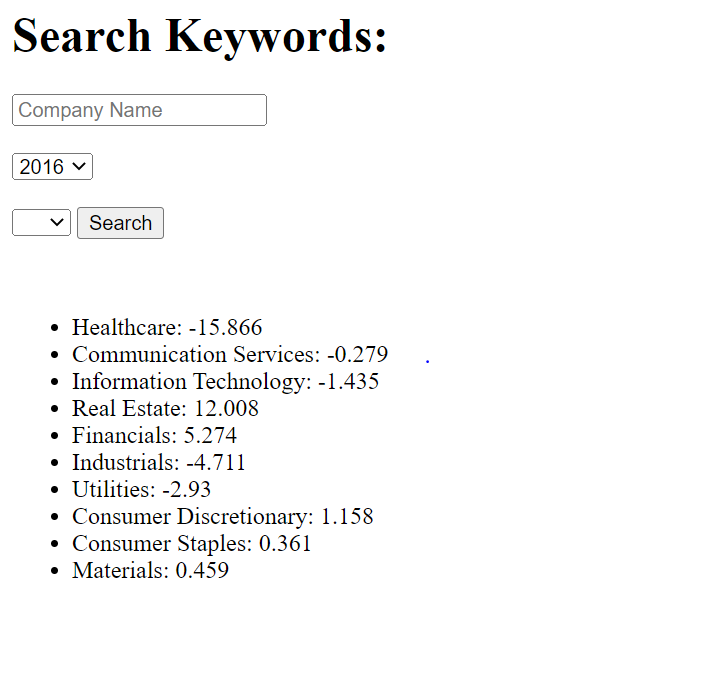 Search Keywords:
Company Name
2016
Search
Healthcare: -15.866
Communication Services: -0.279
Information Technology: -1.435
Real Estate: 12.008
Financials: 5.274
Industrials: -4.711
Utilities: -2.93
Consumer Discretionary: 1.158
Consumer Staples: 0.361
Materials: 0.459